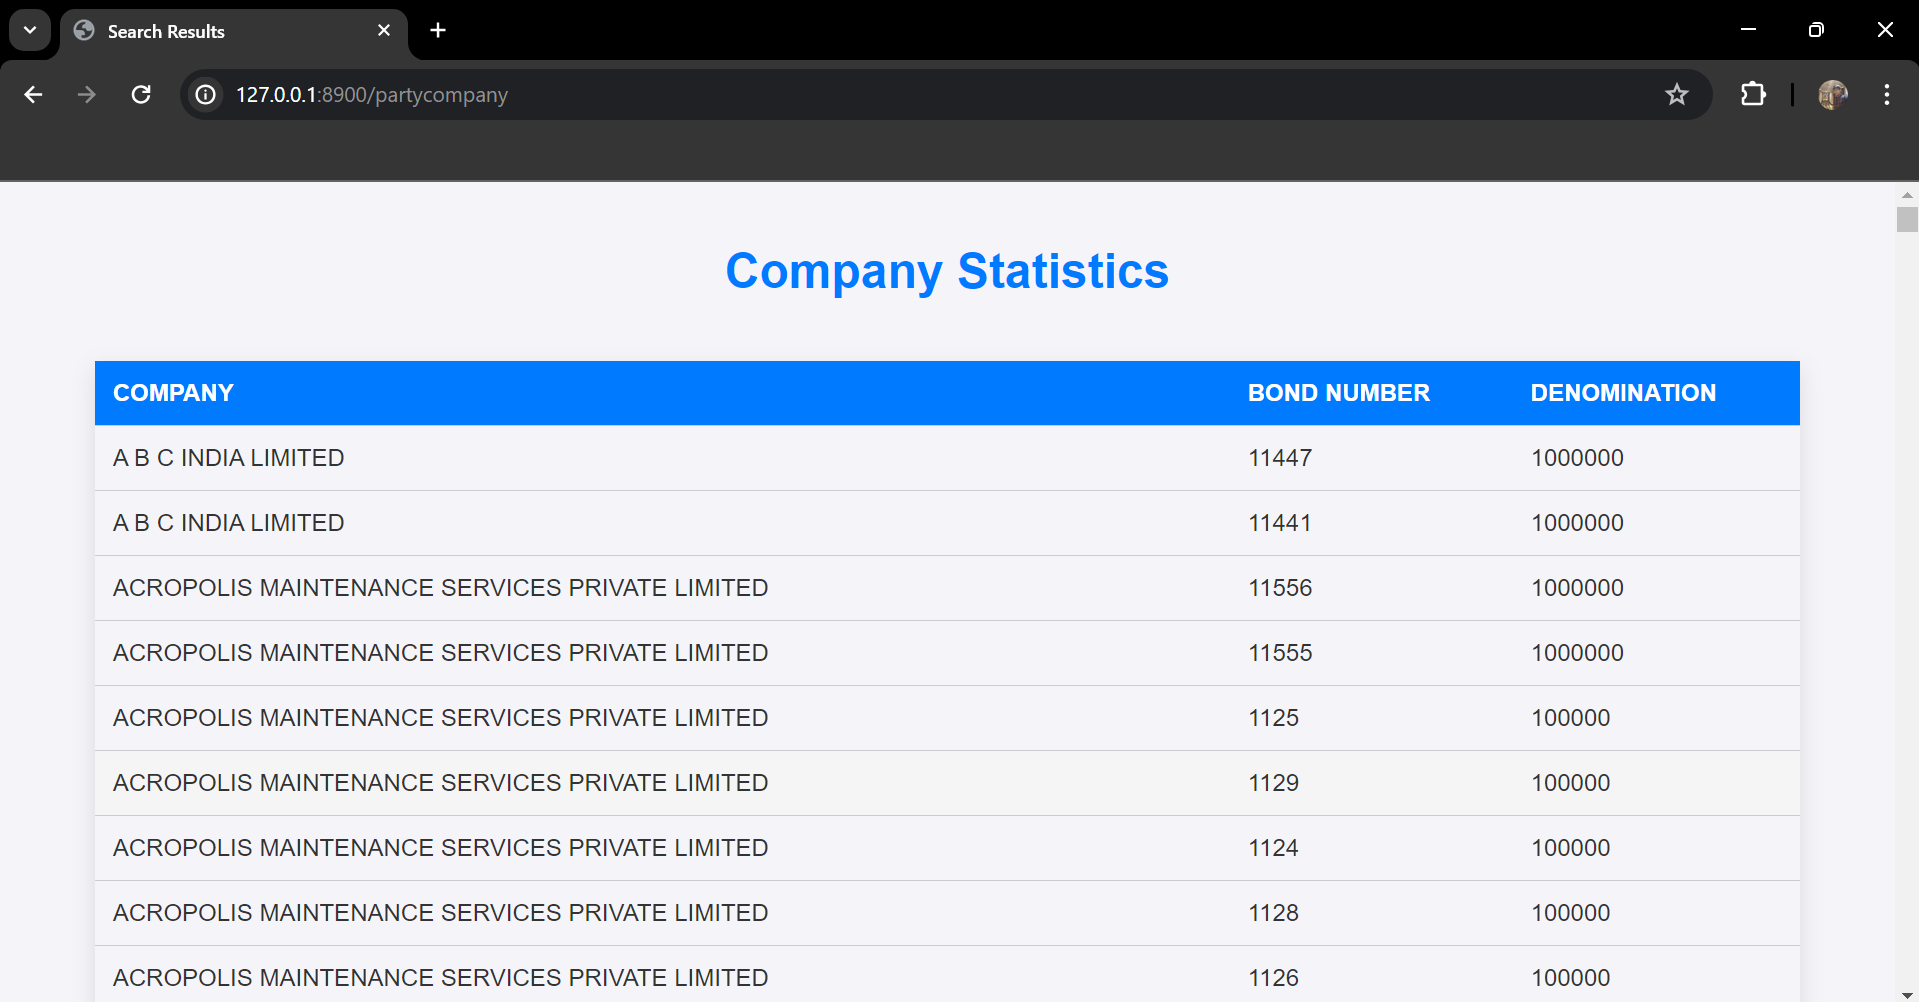 Search Results
127.0.0.1:8900/partycompany
Company Statistics
COMPANY BOND NUMBER DENOMINATION
A B C INDIA LIMITED 11447 1000000
A B C INDIA LIMITED 11441 1000000
ACROPOLIS MAINTENANCE SERVICES PRIVATE LIMITED 11556 1000000
ACROPOLIS MAINTENANCE SERVICES PRIVATE LIMITED 11555 1000000
ACROPOLIS MAINTENANCE SERVICES PRIVATE LIMITED 1125 100000
ACROPOLIS MAINTENANCE SERVICES PRIVATE LIMITED 1129 100000
ACROPOLIS MAINTENANCE SERVICES PRIVATE LIMITED 1124 100000
ACROPOLIS MAINTENANCE SERVICES PRIVATE LIMITED 1128 100000
ACROPOLIS MAINTENANCE SERVICES PRIVATE LIMITED 1126 100000